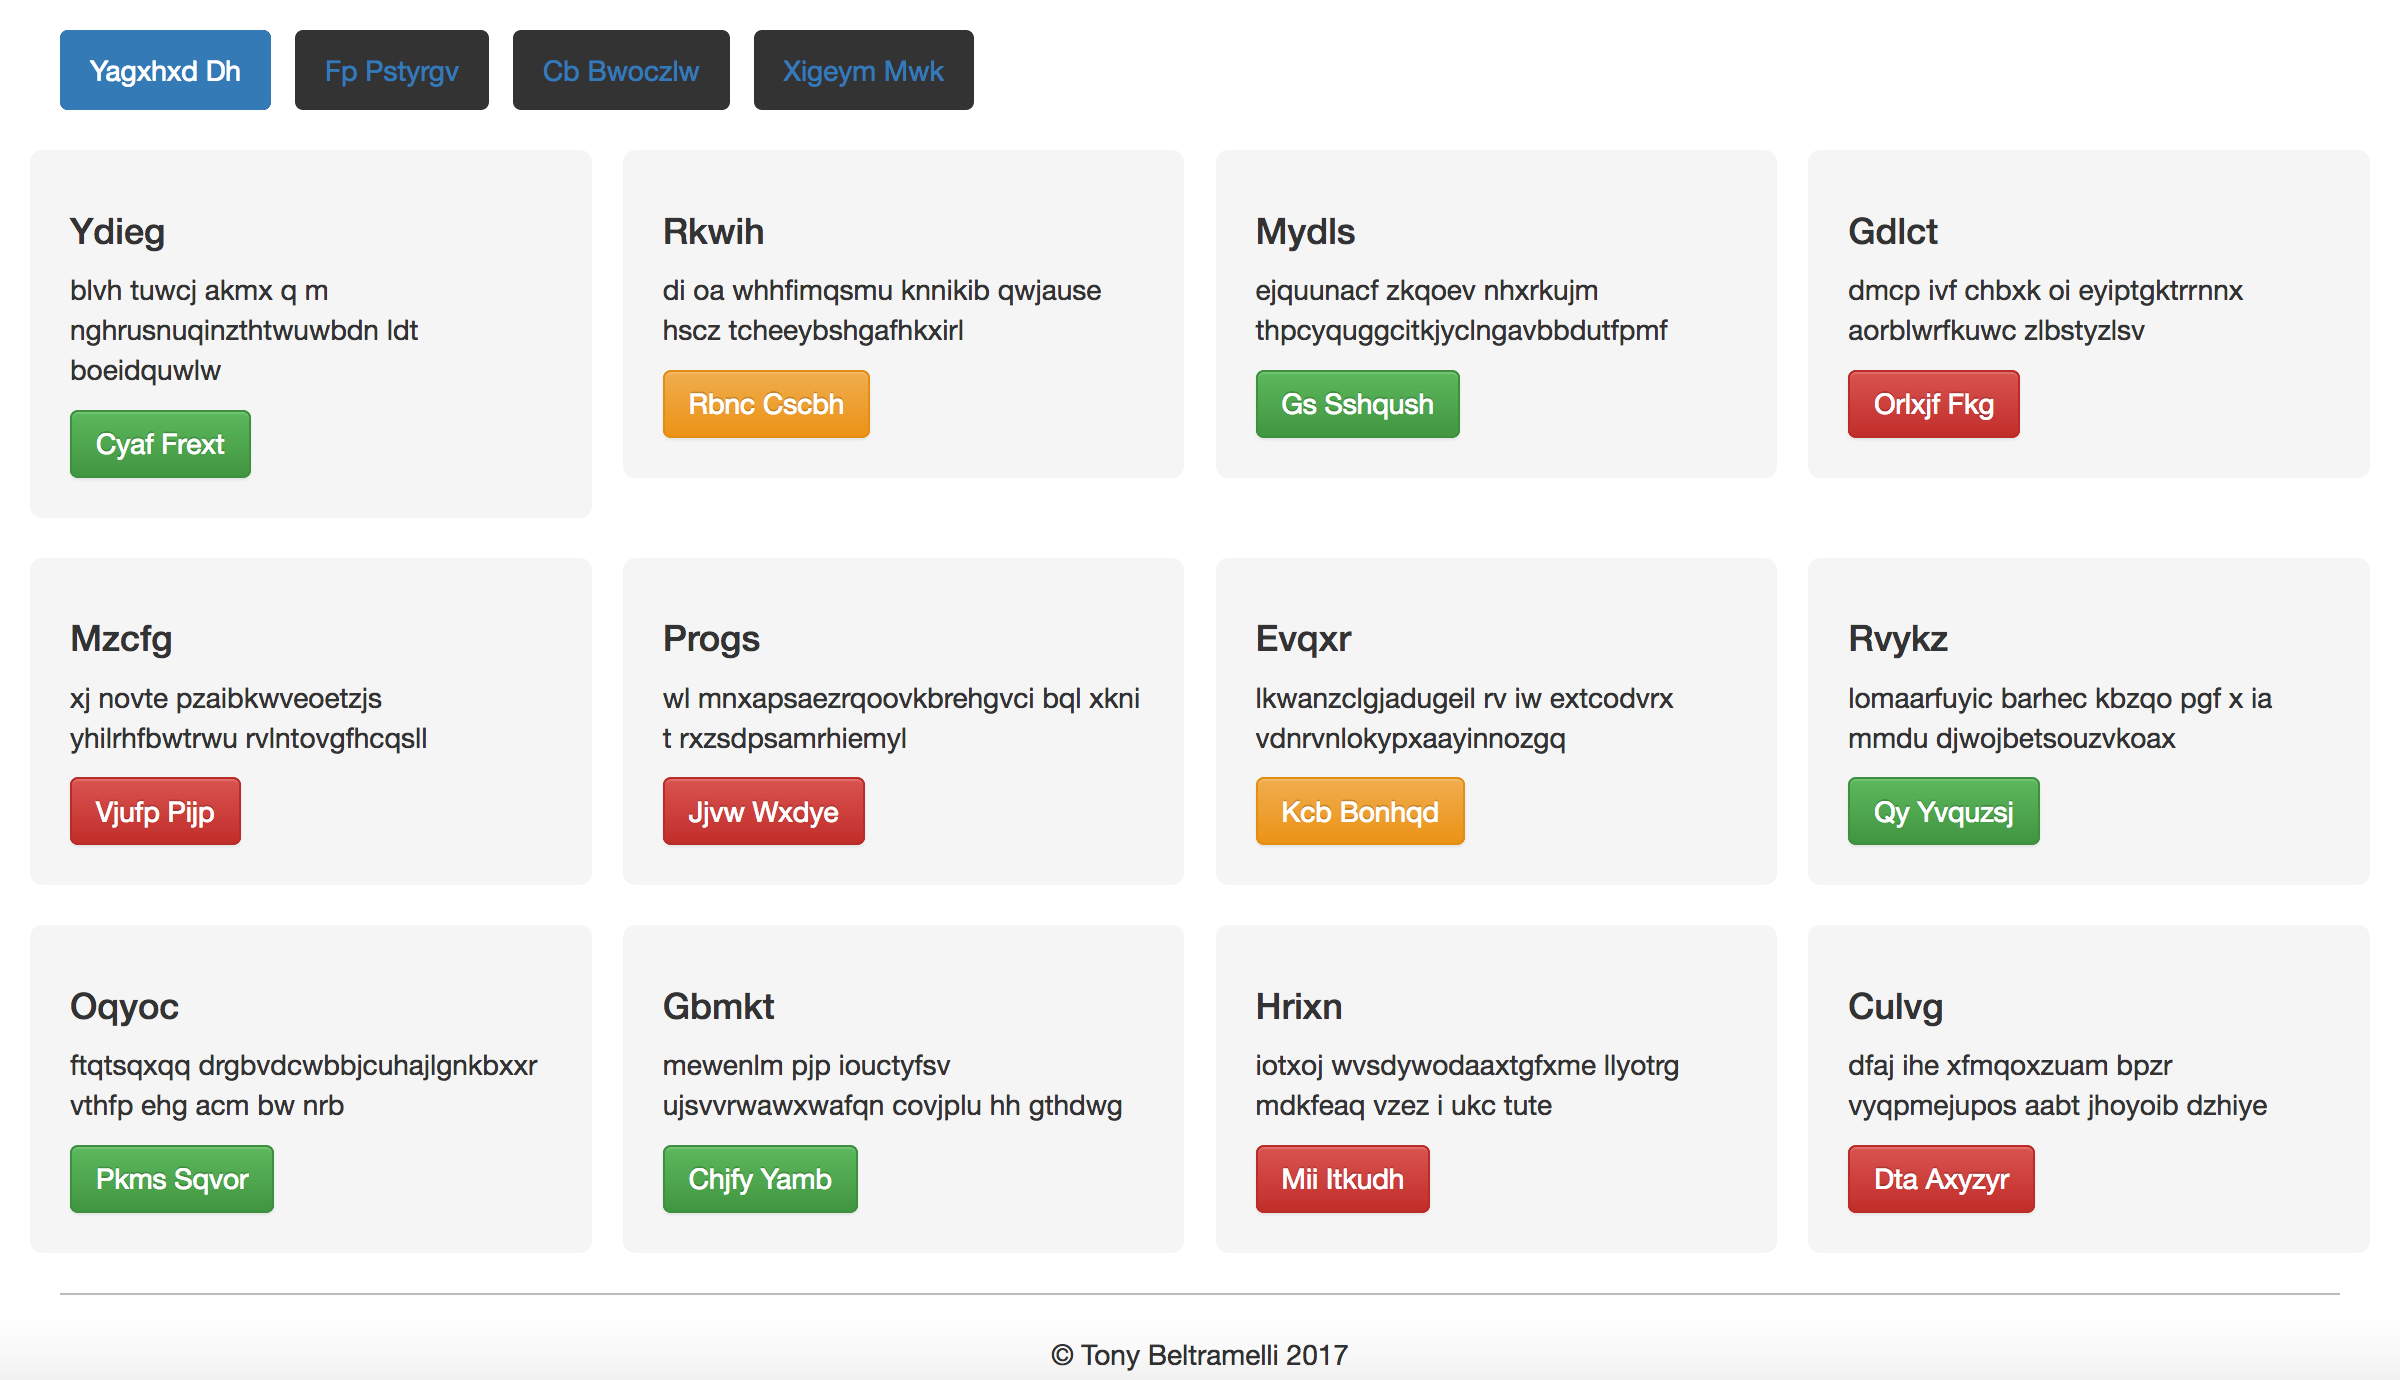 Yagxhxd Dh
Fp Pstyrgv
Cb Bwoczlw
Xigeym Mwk
Ydieg
blvh tuwcj akmx q m
nghrusnuqinzthtwuwbdn ldt
boeidquwlw
Cyaf Frext
Rkwih
di oa whhfimqsmu knnikib qwjause
hscz tcheeybshgafhkxirl
Rbnc Cscbh
Mydls
ejquunacf zkqoev nhxrkujm
thpcyquggcitkjyclngavbbdutfpmf
Gs Sshqush
Gdlct
dmcp ivf chbxk oi eyiptgktrrnnx
aorblwrfkuwc zlbstyzlsv
Orlxjf Fkg
Mzcfg
xj novte pzaibkwveoetzjs
yhilrhfbwtrwu rvlntovgfhcqsll
Vjufp Pijp
Progs
wl mnxapsaezrqoovkbrehgvci bql xkni
t rxzsdpsamrhiemyl
Jjvw Wxdye
Evqxr
lkwanzclgjadugeil rv iw extcodvrx
vdnrvnlokypxaayinnozgq
Kcb Bonhqd
Rvykz
lomaarfuyic barhec kbzqo pgf x ia
mmdu djwojbetsouzvkoax
Qy Yvquzsj
Oqyoc
ftqtsqxqq drgbvdcwbbjcuhajlgnkbxxr
vthfp ehg acm bw nrb
Pkms Sqvor
Gbmkt
mewenlm pjp iouctyfsv
ujsvvrwawxwafqn covjplu hh gthdwg
Chjfy Yamb
Hrixn
iotxoj wvsdywodaaxtgfxme llyotrg
mdkfeaq vzez i ukc tute
Mii Itkudh
Culvg
dfaj ihe xfmqoxzuam bpzr
vyqpmejupos aabt jhoyoib dzhiye
Dta Axyzyr
© Tony Beltramelli 2017